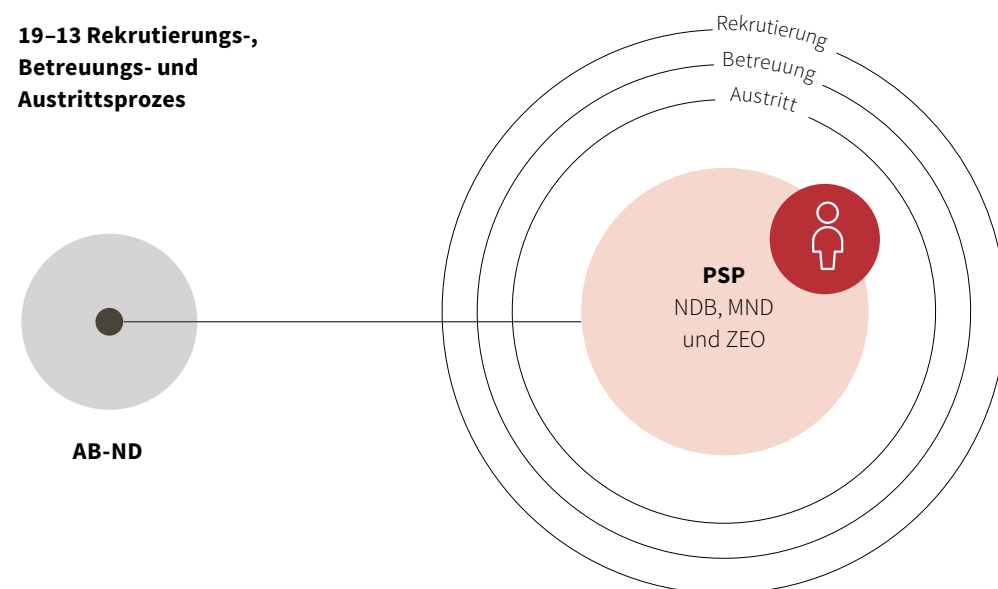 19–13 Rekrutierungs-,
Betreuungs- und
Austrittsprozes
Rekrutierung
Betreuung
Austritt
PSP
NDB, MND
und ZEO
AB-ND